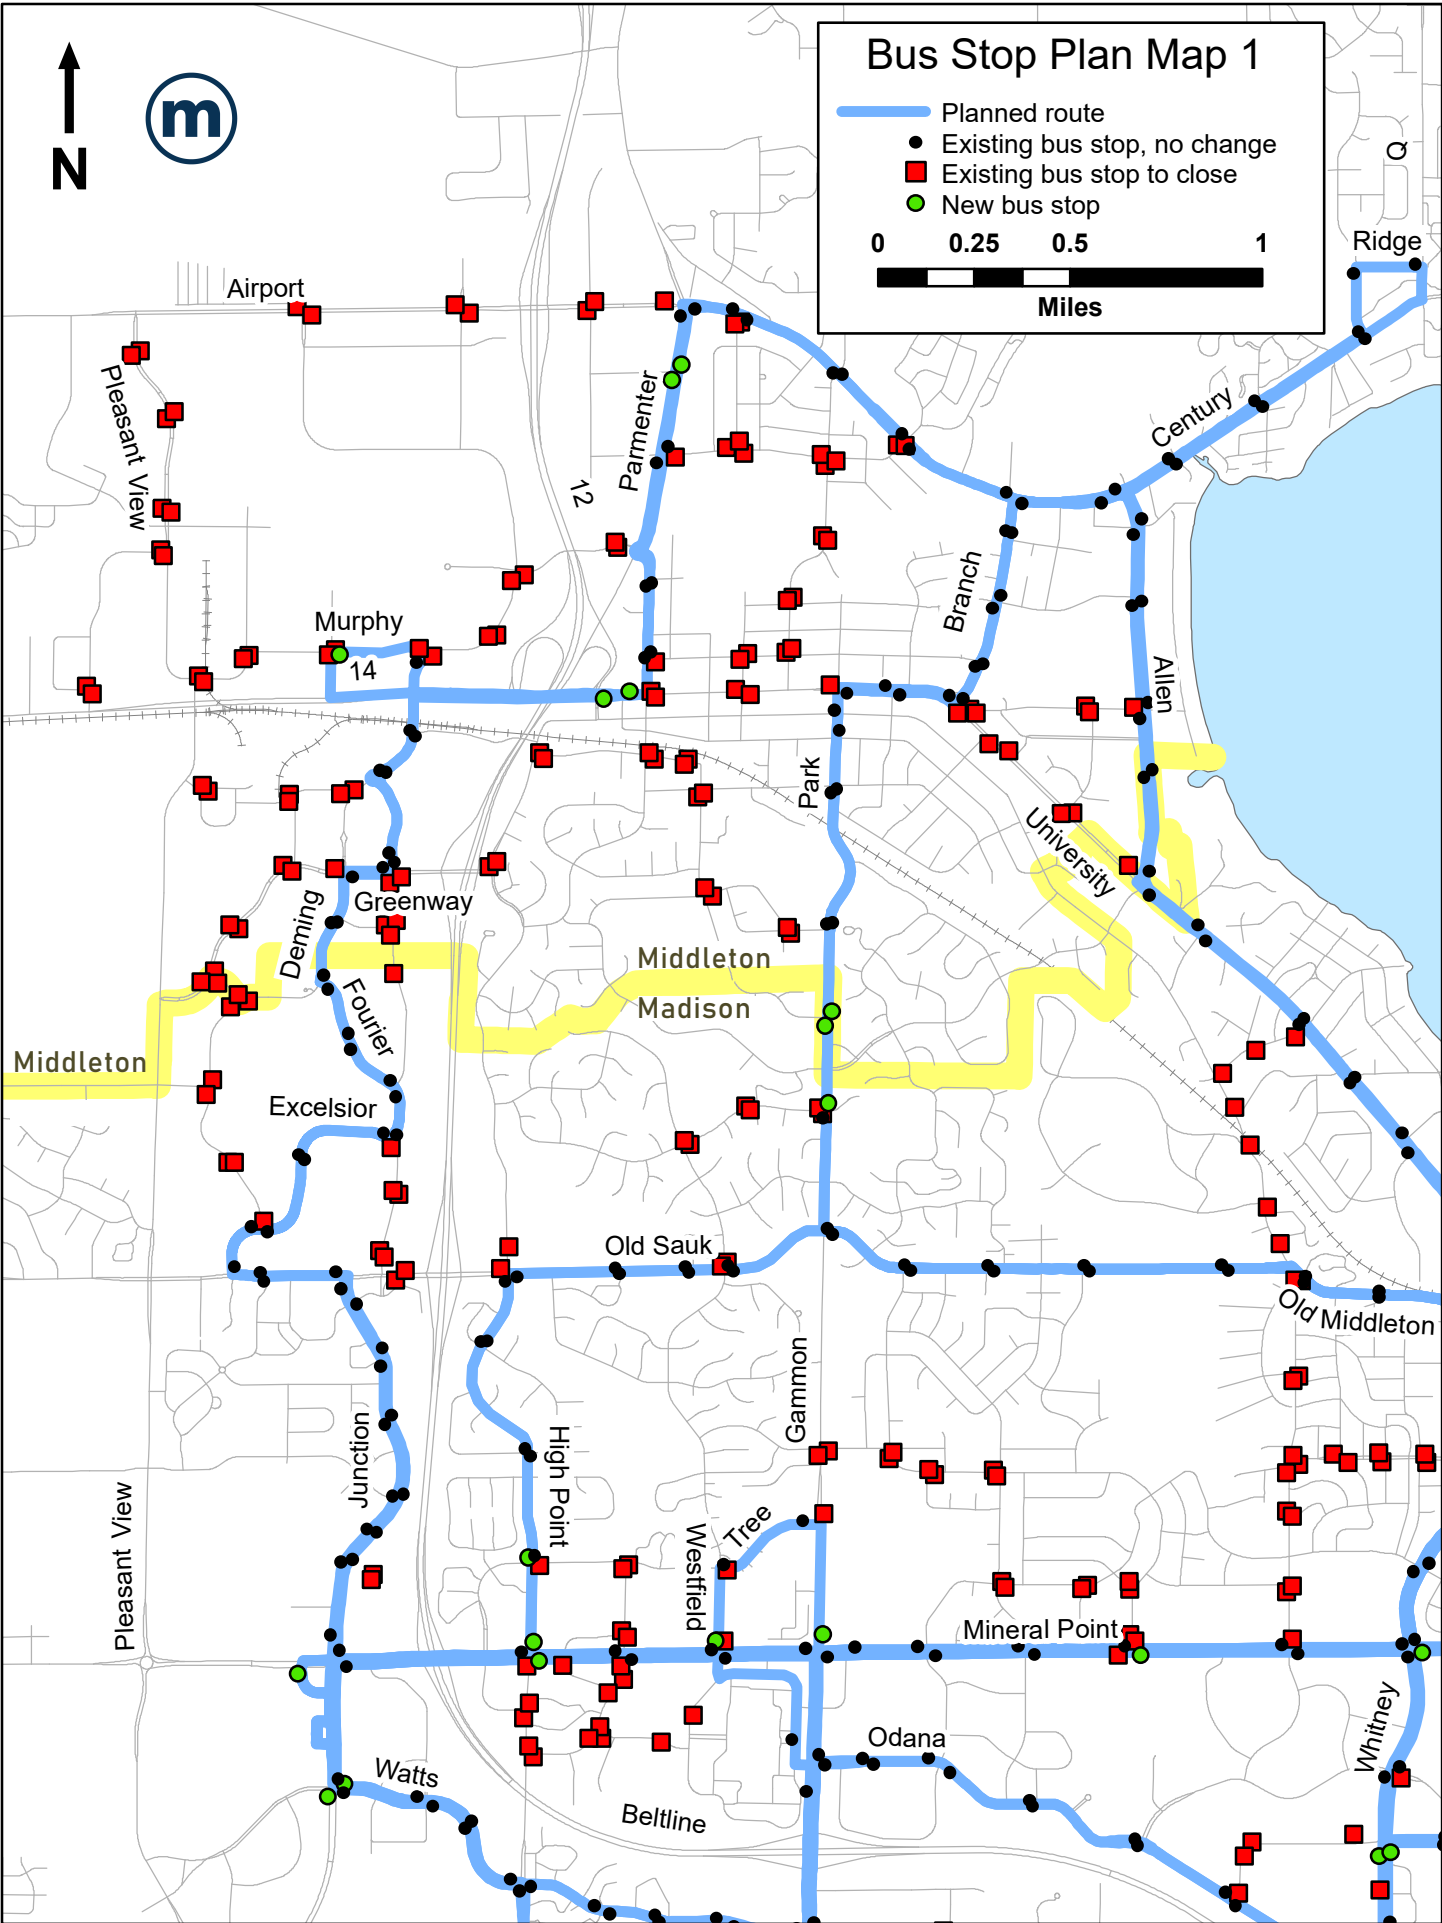 Bus Stop Plan Map 1
Planned route
Existing bus stop, no change
Existing bus stop to close
New bus stop
0 0.25 0.5 1
Miles
N
m
Q
Ridge
Airport
Pleasant View
Parmenter
12
Century
Branch
Murphy
14
Allen
Park
University
Greenway
Deming
Middleton
Madison
Fourier
Middleton
Excelsior
Old Sauk
Old Middleton
Gammon
Junction
High Point
Pleasant View
Westfield
Tree
Mineral Point
Whitney
Odana
Watts
Beltline